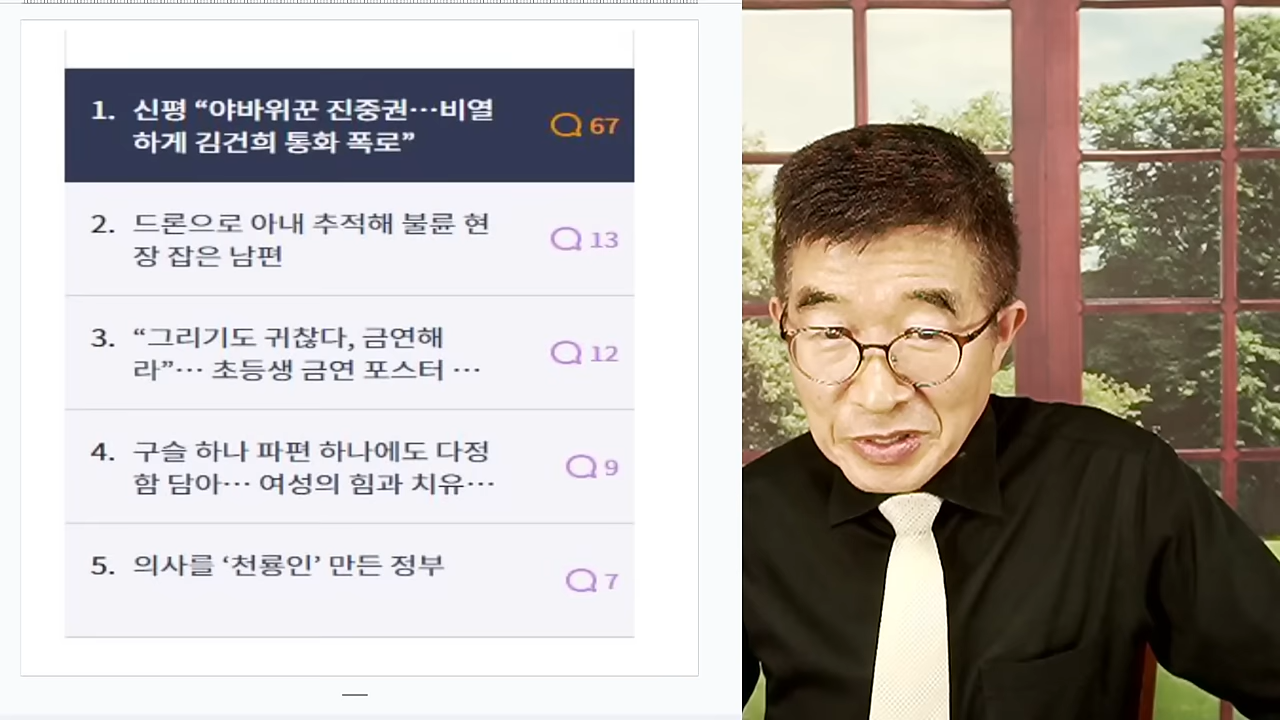 1. 신평 “야바위꾼 진중권…비열
하게 김건희 통화 폭로”
67
2. 드론으로 아내 추적해 불륜 현
장 잡은 남편
13
3. “그리기도 귀찮다, 금연해
라”… 초등생 금연 포스터 …
12
4. 구슬 하나 파편 하나에도 다정
함 담아… 여성의 힘과 치유…
9
5. 의사를 ‘천룡인’ 만든 정부
7